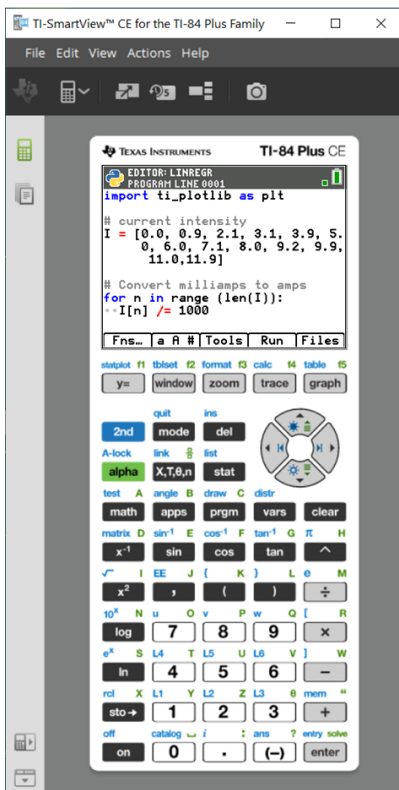 TI-SmartView™ CE for the TI-84 Plus Family
File Edit View Actions Help
TEXAS INSTRUMENTS TI-84 Plus CE
EDITOR: LINREGR
PROGRAM LINE 0001
import ti_plotlib as plt
# current intensity
I = [0.0, 0.9, 2.1, 3.1, 3.9, 5.
0, 6.0, 7.1, 8.0, 9.2, 9.9,
11.0,11.9]
# Convert milliamps to amps
for n in range (len(I)):
··I[n] /= 1000
Fns… a A # Tools Run Files
statplot f1 tblset f2 format f3 calc f4 table f5
y= window zoom trace graph
quit ins
2nd mode del
A-lock link list
alpha X,T,θ,n stat
test A angle B draw C distr
math apps prgm vars clear
matrix D sin-1 E cos-1 F tan-1 G π H
x-1 sin cos tan ^
√ I EE J { K } L e M
x² , ( ) ÷
10x N u O v P w Q [ R
log 7 8 9 ×
ex S L4 T L5 U L6 V ] W
ln 4 5 6 −
rcl X L1 Y L2 Z L3 θ mem “
sto→ 1 2 3 +
off catalog i : ans ? entry solve
on 0 . (−) enter